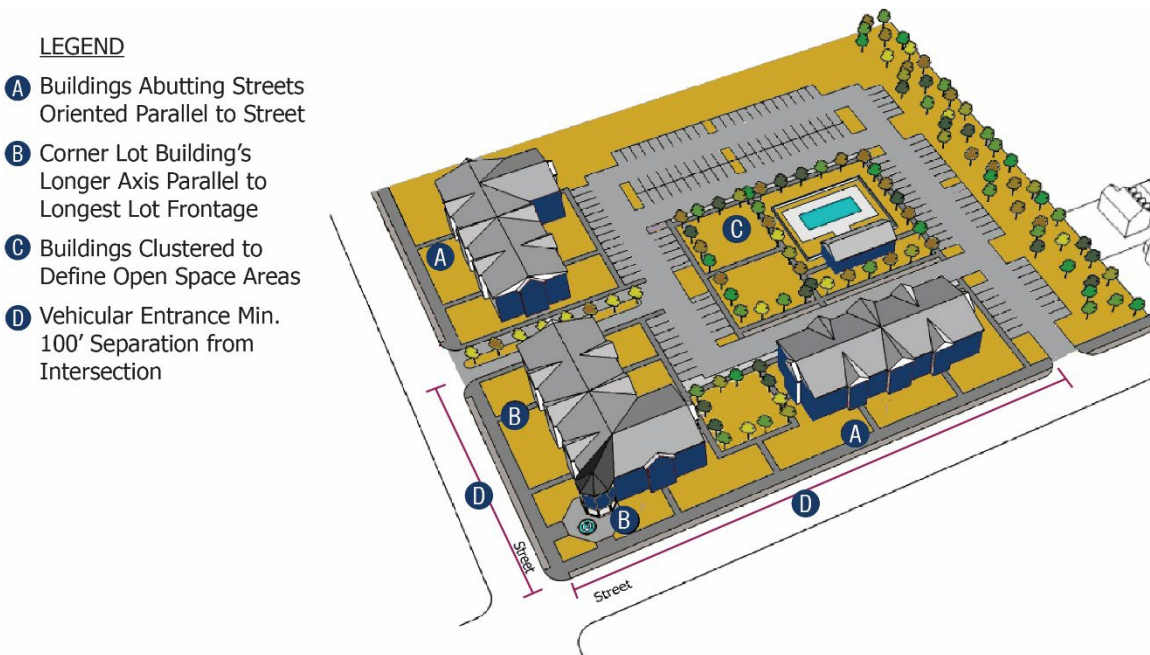 LEGEND
A Buildings Abutting Streets
Oriented Parallel to Street
B Corner Lot Building's
Longer Axis Parallel to
Longest Lot Frontage
C Buildings Clustered to
Define Open Space Areas
D Vehicular Entrance Min.
100' Separation from
Intersection
C
A
B
A
D
D
B
Street
Street